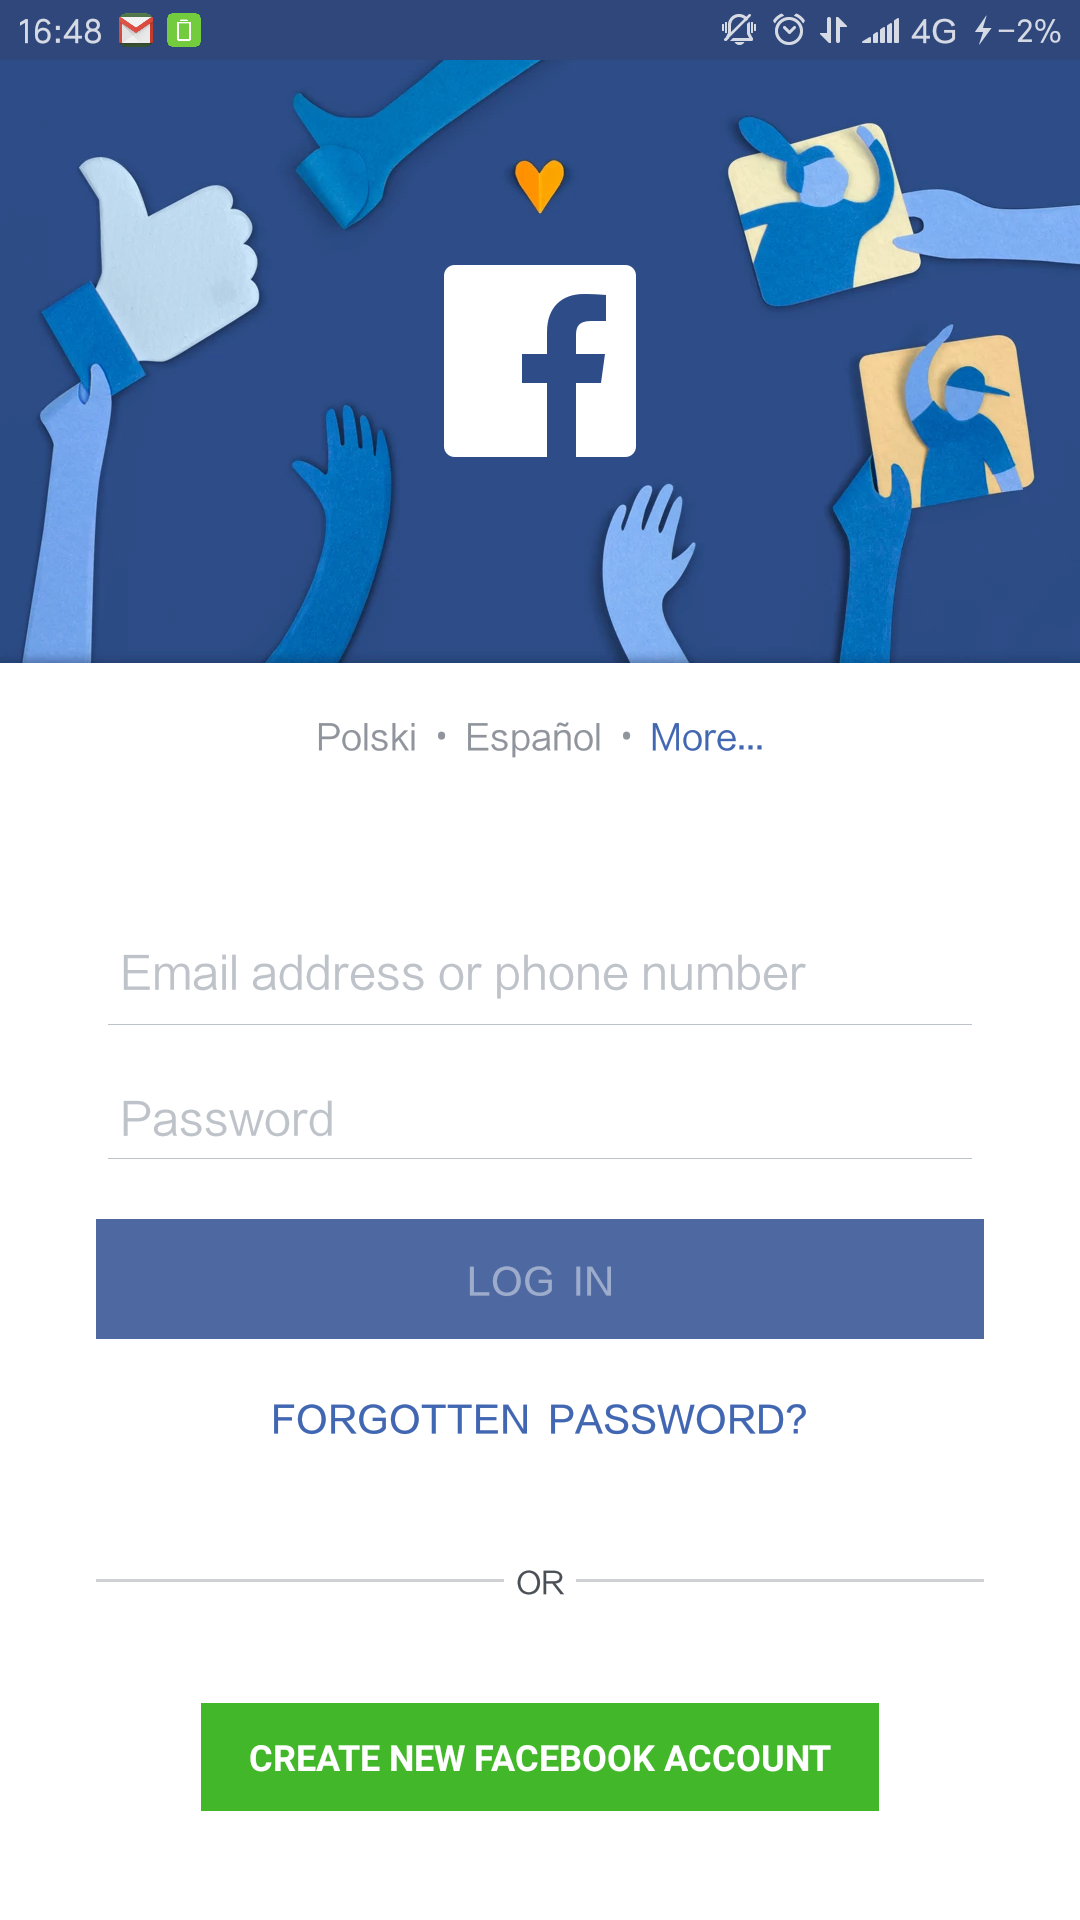 16:48 4G −2%
Polski • Español • More...
Email address or phone number
Password
LOG IN
FORGOTTEN PASSWORD?
OR
CREATE NEW FACEBOOK ACCOUNT